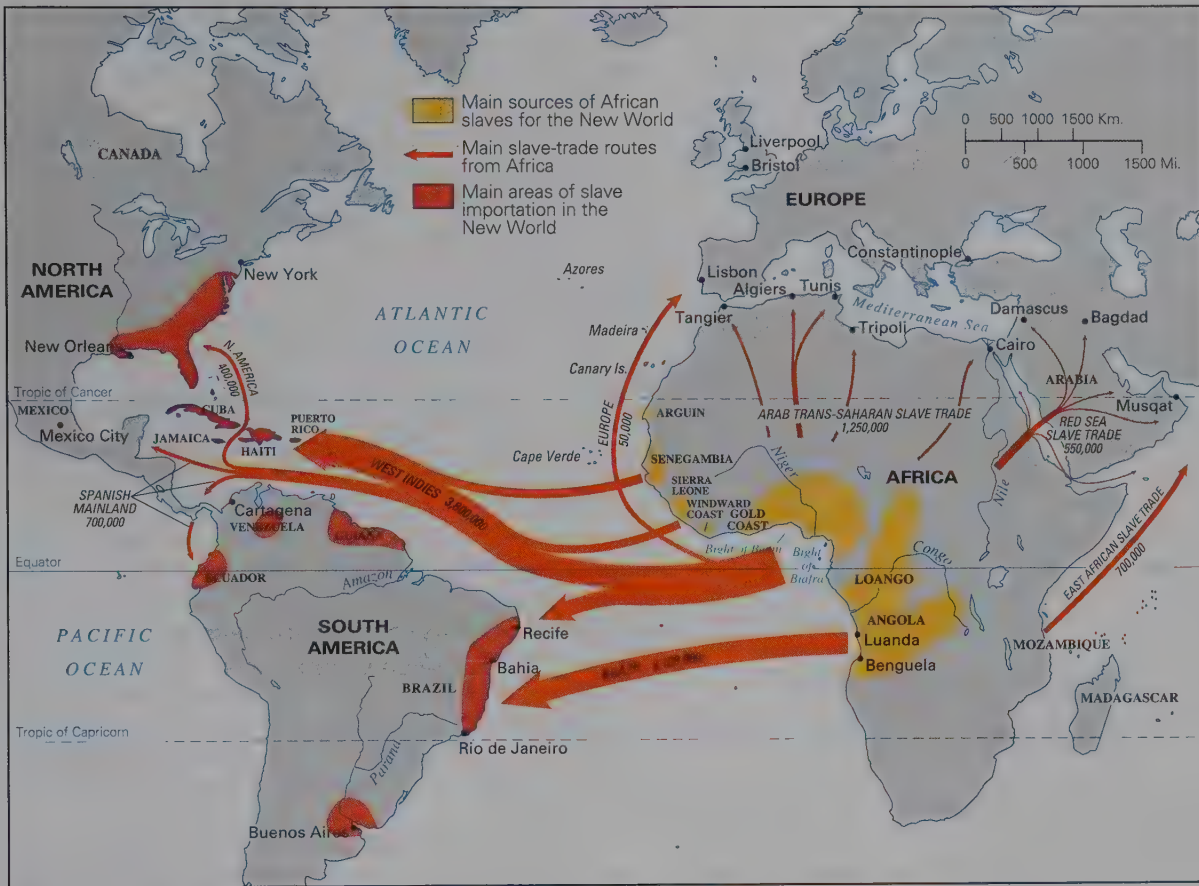 Main sources of African
slaves for the New World
Main slave-trade routes
from Africa
Main areas of slave
importation in the
New World
0 500 1000 1500 Km.
0 500 1000 1500 Mi.
CANADA
Liverpool
Bristol
EUROPE
Constantinople
NORTH
AMERICA
New York
Azores
Lisbon
Algiers
Tunis
Mediterranean Sea
Damascus
Bagdad
ATLANTIC
OCEAN
Madeira
Tangier
Tripoli
Cairo
New Orleans
N. AMERICA
400,000
Canary Is.
ARABIA
Tropic of Cancer
MEXICO
Mexico City
CUBA
PUERTO
RICO
JAMAICA
HAITI
EUROPE
50,000
ARGUIN
ARAB TRANS-SAHARAN SLAVE TRADE
1,250,000
Musqat
RED SEA
SLAVE TRADE
550,000
Cape Verde
SENEGAMBIA
Niger
AFRICA
Nile
WEST INDIES 3,800,000
SIERRA
LEONE
WINDWARD
COAST
GOLD
COAST
SPANISH
MAINLAND
700,000
Cartagena
VENEZUELA
GUIANA
Bight of Benin
Bight
of
Biafra
Congo
EAST AFRICAN SLAVE TRADE
700,000
Equator
ECUADOR
Amazon
LOANGO
PACIFIC
OCEAN
SOUTH
AMERICA
Recife
ANGOLA
Luanda
MOZAMBIQUE
Bahia
Benguela
BRAZIL
MADAGASCAR
Tropic of Capricorn
Rio de Janeiro
Paraná
Buenos Aires